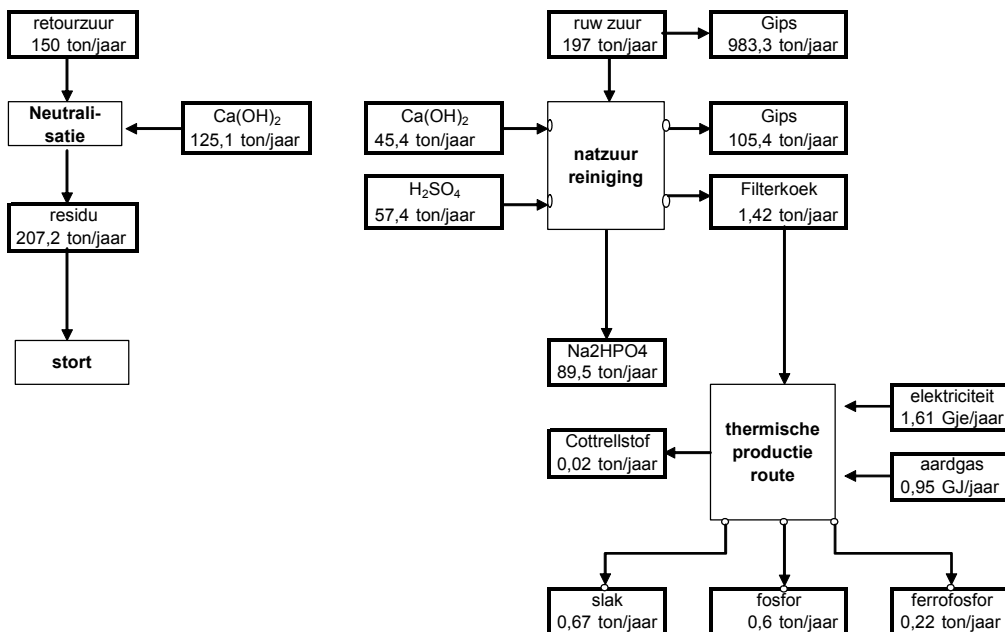 retourzuur
150 ton/jaar
Neutrali-
satie
Ca(OH)₂
125,1 ton/jaar
residu
207,2 ton/jaar
stort
ruw zuur
197 ton/jaar
Gips
983,3 ton/jaar
Ca(OH)₂
45,4 ton/jaar
natzuur
reiniging
Gips
105,4 ton/jaar
H₂SO₄
57,4 ton/jaar
Filterkoek
1,42 ton/jaar
Na2HPO4
89,5 ton/jaar
thermische
productie
route
elektriciteit
1,61 Gje/jaar
Cottrellstof
0,02 ton/jaar
aardgas
0,95 GJ/jaar
slak
0,67 ton/jaar
fosfor
0,6 ton/jaar
ferrofosfor
0,22 ton/jaar